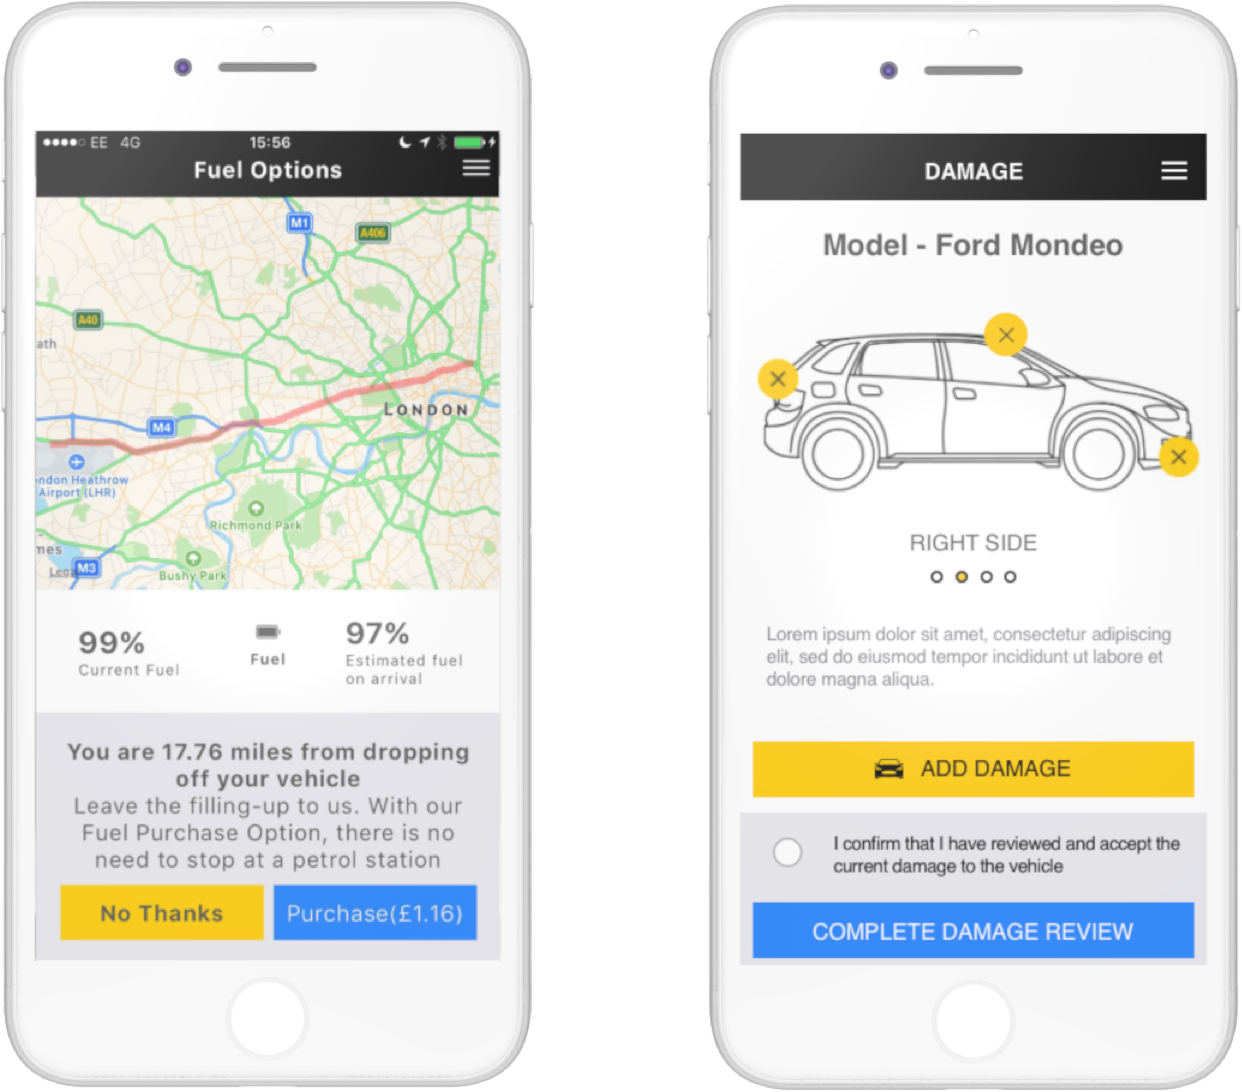 EE 4G 15:56
Fuel Options
M1
A406
A40
ath
LONDON
M4
ndon Heathrow
Airport (LHR)
Richmond Park
mes
Legal
M3
Bushy Park
99%
Current Fuel
Fuel
97%
Estimated fuel
on arrival
You are 17.76 miles from dropping
off your vehicle
Leave the filling-up to us. With our
Fuel Purchase Option, there is no
need to stop at a petrol station
No Thanks
Purchase(£1.16)
DAMAGE
Model - Ford Mondeo
RIGHT SIDE
Lorem ipsum dolor sit amet, consectetur adipiscing
elit, sed do eiusmod tempor incididunt ut labore et
dolore magna aliqua.
ADD DAMAGE
I confirm that I have reviewed and accept the
current damage to the vehicle
COMPLETE DAMAGE REVIEW